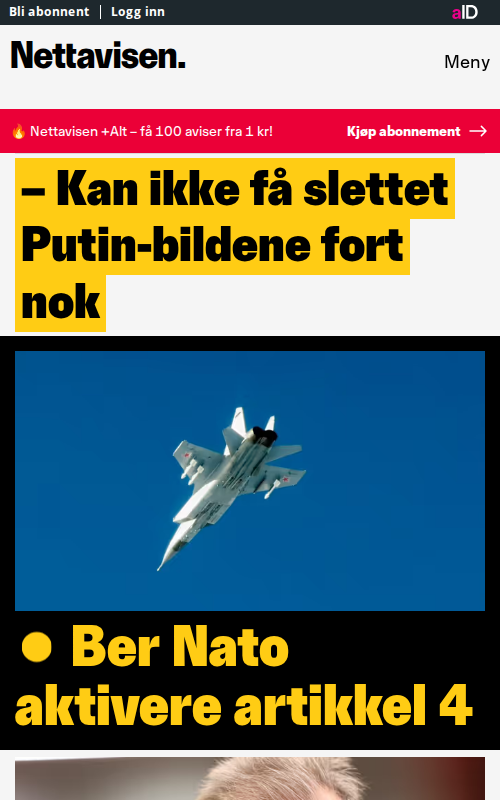 Bli abonnent | Logg inn
aID
Nettavisen.
Meny
Nettavisen +Alt – få 100 aviser fra 1 kr!
Kjøp abonnement
– Kan ikke få slettet
Putin-bildene fort
nok
Ber Nato
aktivere artikkel 4